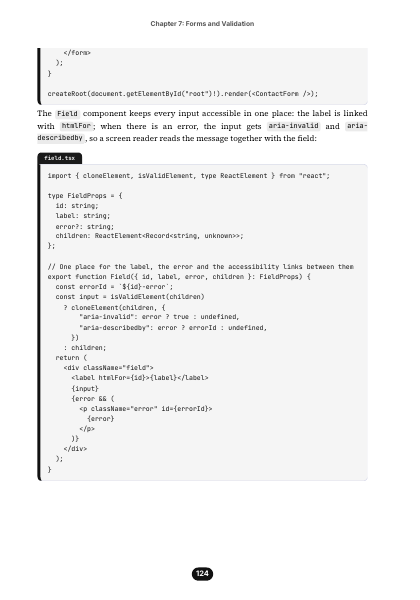 Chapter 7: Forms and Validation
    </form>
  );
}

createRoot(document.getElementById("root")!).render(<ContactForm />);
The Field component keeps every input accessible in one place: the label is linked
with htmlFor; when there is an error, the input gets aria-invalid and aria-
describedby, so a screen reader reads the message together with the field:
field.tsx
import { cloneElement, isValidElement, type ReactElement } from "react";

type FieldProps = {
  id: string;
  label: string;
  error?: string;
  children: ReactElement<Record<string, unknown>>;
};

// One place for the label, the error and the accessibility links between them
export function Field({ id, label, error, children }: FieldProps) {
  const errorId = `${id}-error`;
  const input = isValidElement(children)
    ? cloneElement(children, {
        "aria-invalid": error ? true : undefined,
        "aria-describedby": error ? errorId : undefined,
      })
    : children;
  return (
    <div className="field">
      <label htmlFor={id}>{label}</label>
      {input}
      {error && (
        <p className="error" id={errorId}>
          {error}
        </p>
      )}
    </div>
  );
}
124